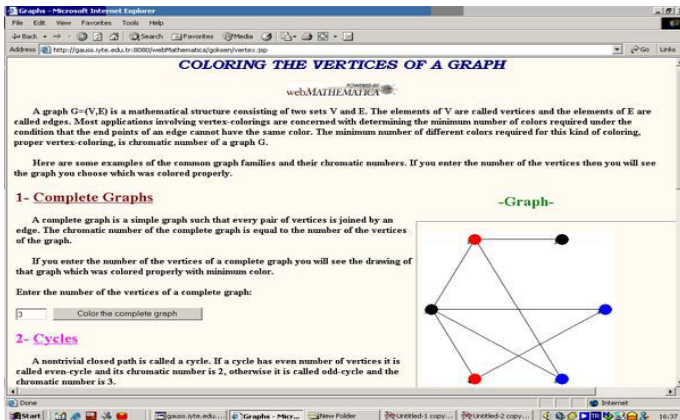 Graphs - Microsoft Internet Explorer
File Edit View Favorites Tools Help
Back Search Favorites Media
Address http://gauss.iyte.edu.tr:8080/webMathematica/goksen/vertex.jsp Go Links
COLORING THE VERTICES OF A GRAPH
POWERED BY
webMATHEMATICA
A graph G=(V,E) is a mathematical structure consisting of two sets V and E. The elements of V are called vertices and the elements of E are
called edges. Most applications involving vertex-colorings are concerned with determining the minimum number of colors required under the
condition that the end points of an edge cannot have the same color. The minimum number of different colors required for this kind of coloring,
proper vertex-coloring, is chromatic number of a graph G.
Here are some examples of the common graph families and their chromatic numbers. If you enter the number of the vertices then you will see
the graph you choose which was colored properly.
1- Complete Graphs
-Graph-
A complete graph is a simple graph such that every pair of vertices is joined by an
edge. The chromatic number of the complete graph is equal to the number of the vertices
of the graph.
If you enter the number of the vertices of a complete graph you will see the drawing of
that graph which was colored properly with minimum color.
Enter the number of the vertices of a complete graph:
3 Color the complete graph
2- Cycles
A nontrivial closed path is called a cycle. If a cycle has even number of vertices it is
called even-cycle and its chromatic number is 2, otherwise it is called odd-cycle and the
chromatic number is 3.
Done Internet
Start gauss.iyte.edu.... Graphs - Micr... New Folder Untitled-1 copy... Untitled-2 copy... TR 16:37